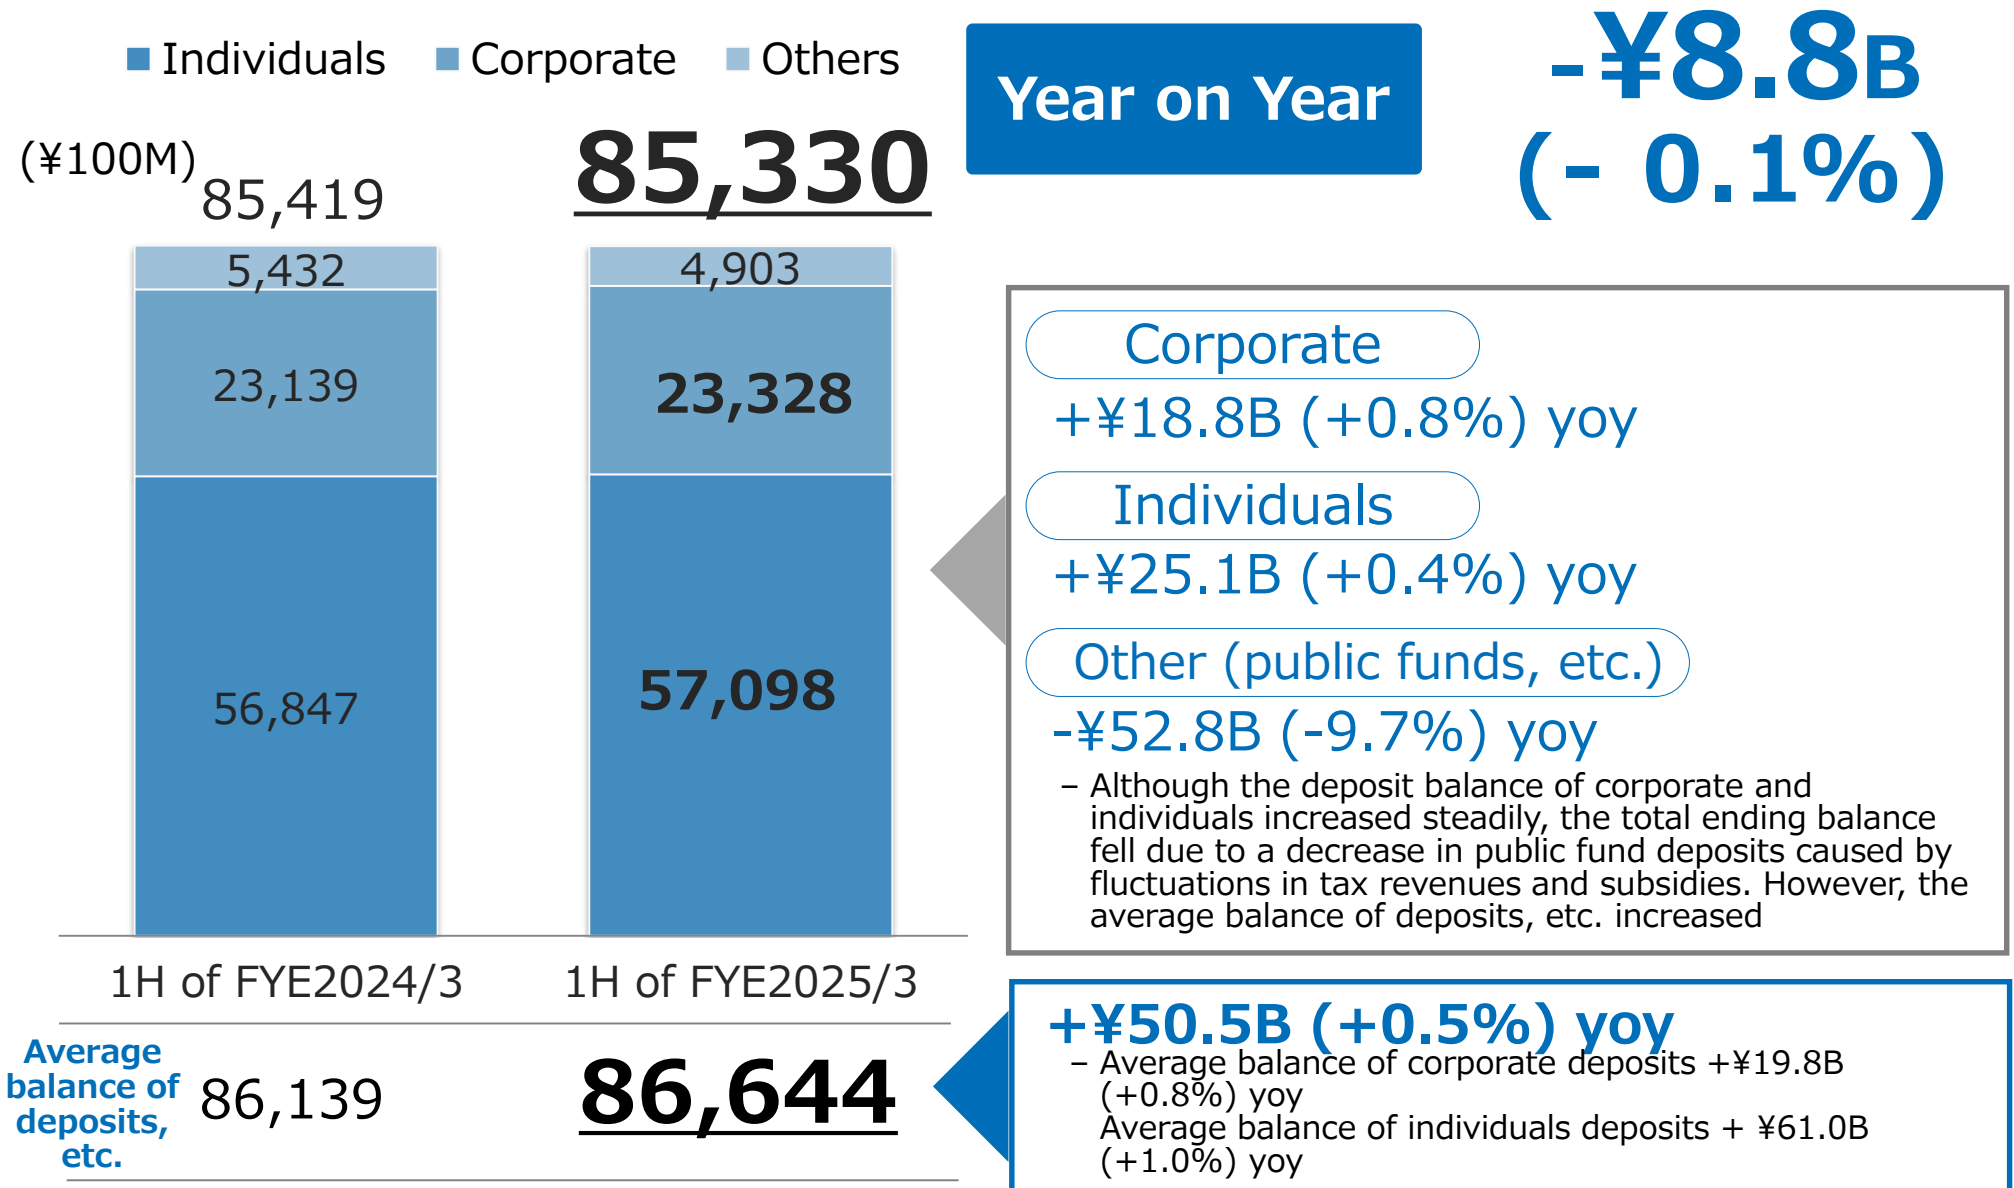 Individuals Corporate Others
(¥100M)
85,419
85,330
5,432
4,903
23,139
23,328
56,847
57,098
1H of FYE2024/3
1H of FYE2025/3
Average
balance of
deposits,
etc.
86,139
86,644
Year on Year
-¥8.8B
(- 0.1%)
Corporate
+¥18.8B (+0.8%) yoy
Individuals
+¥25.1B (+0.4%) yoy
Other (public funds, etc.)
-¥52.8B (-9.7%) yoy
– Although the deposit balance of corporate and
individuals increased steadily, the total ending balance
fell due to a decrease in public fund deposits caused by
fluctuations in tax revenues and subsidies. However, the
average balance of deposits, etc. increased
+¥50.5B (+0.5%) yoy
– Average balance of corporate deposits +¥19.8B
(+0.8%) yoy
Average balance of individuals deposits + ¥61.0B
(+1.0%) yoy